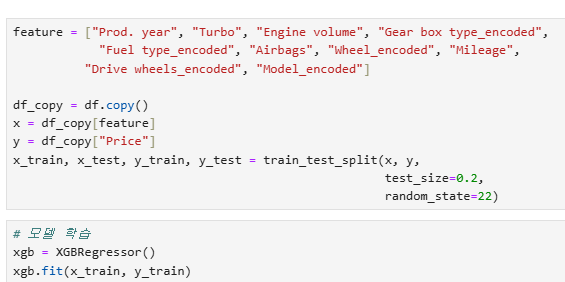 feature = ["Prod. year", "Turbo", "Engine volume", "Gear box type_encoded",
"Fuel type_encoded", "Airbags", "Wheel_encoded", "Mileage",
"Drive wheels_encoded", "Model_encoded"]
df_copy = df.copy()
x = df_copy[feature]
y = df_copy["Price"]
x_train, x_test, y_train, y_test = train_test_split(x, y,
test_size=0.2,
random_state=22)
# 모델 학습
xgb = XGBRegressor()
xgb.fit(x_train, y_train)